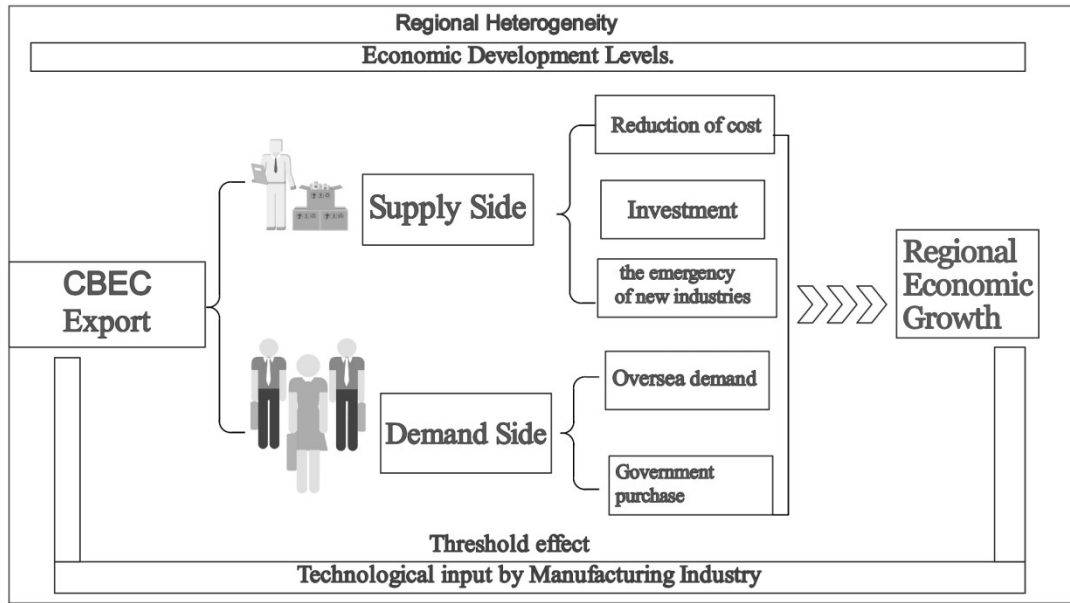 Regional Heterogeneity
Economic Development Levels.
Reduction of cost
Supply Side
Investment
the emergency
of new industries
CBEC
Export
Regional
Economic
Growth
Oversea demand
Demand Side
Government
purchase
Threshold effect
Technological input by Manufacturing Industry